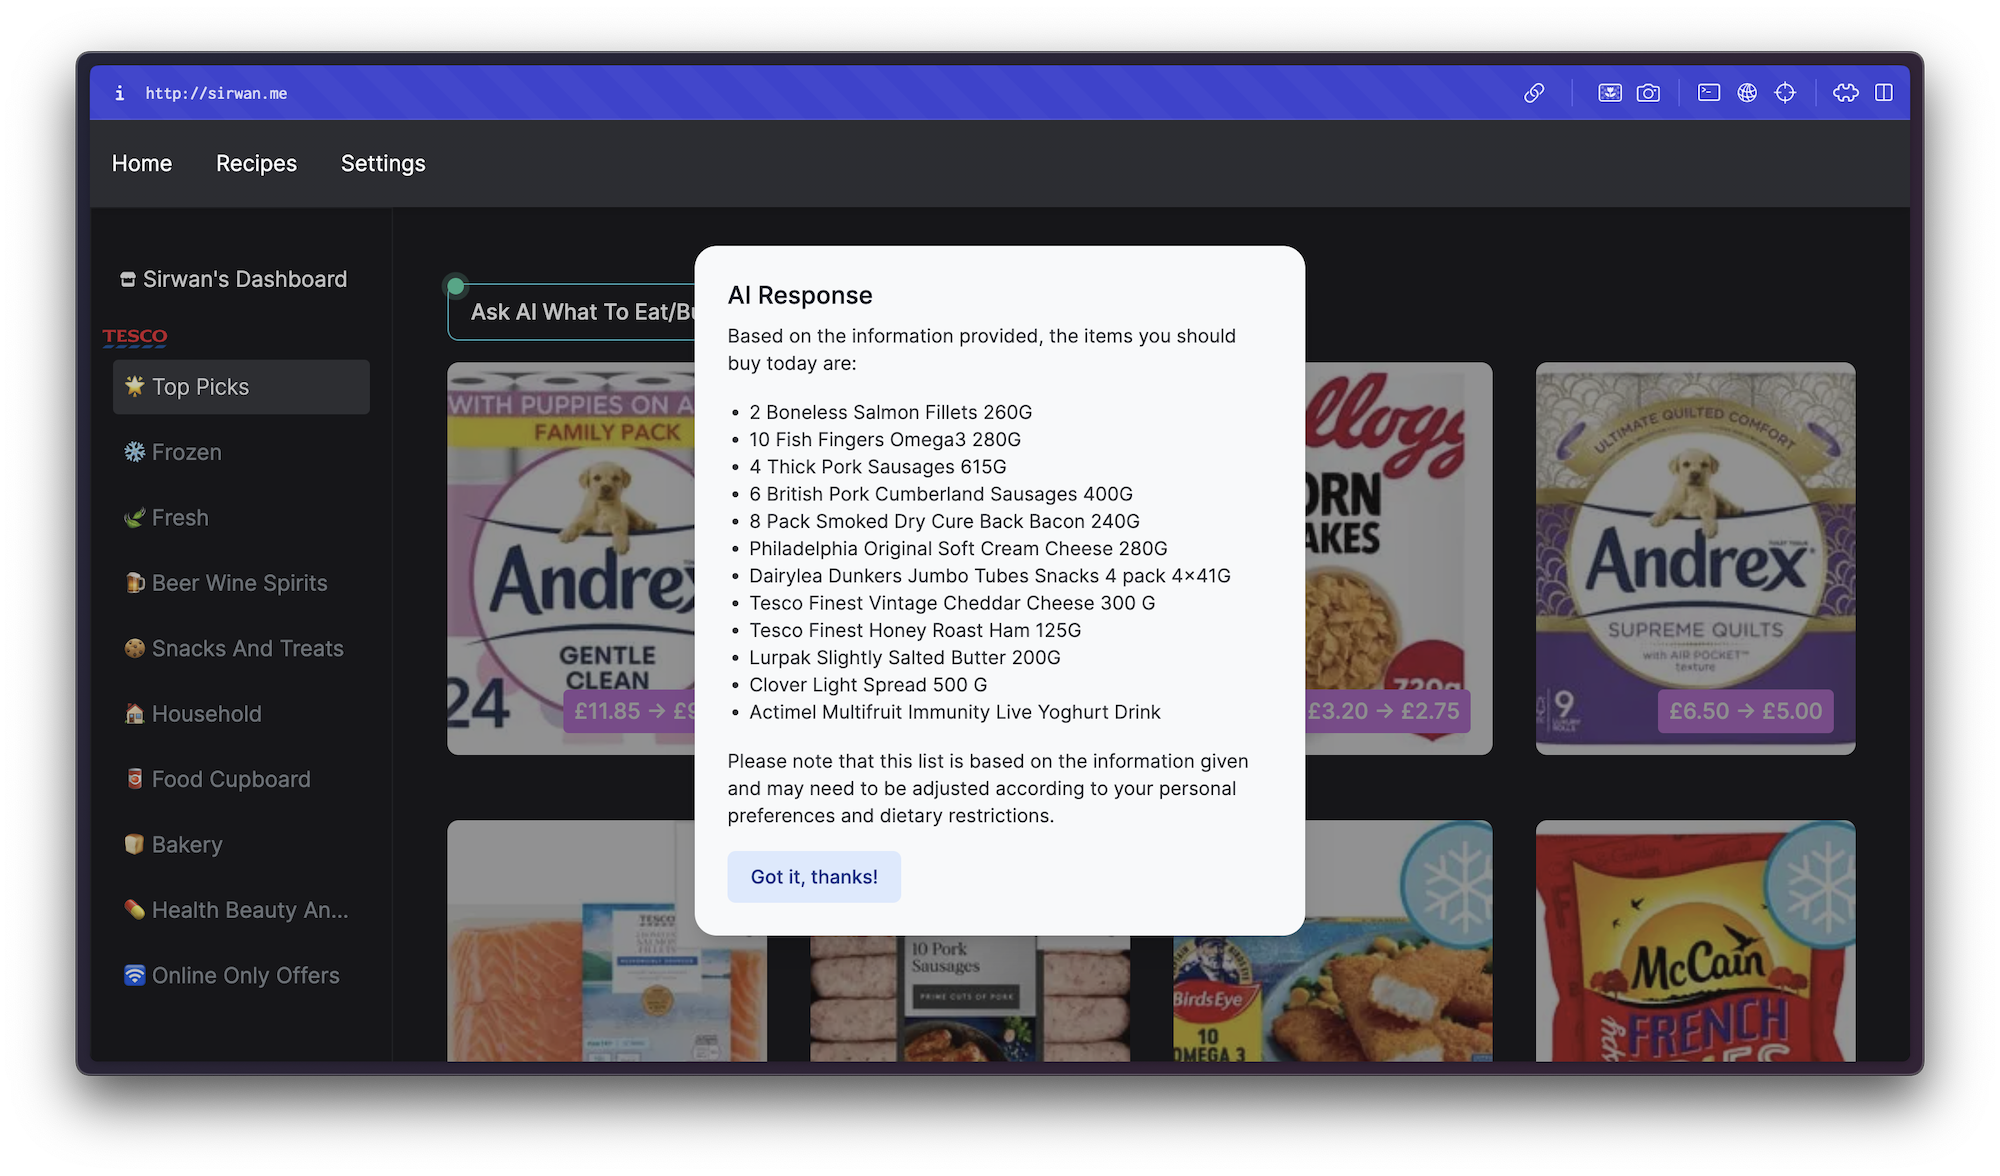 http://sirwan.me
Home
Recipes
Settings
Sirwan's Dashboard
TESCO
Top Picks
Frozen
Fresh
Beer Wine Spirits
Snacks And Treats
Household
Food Cupboard
Bakery
Health Beauty An...
Online Only Offers
Ask AI What To Eat/Bu
WITH PUPPIES ON A
FAMILY PACK
Andrex
GENTLE
CLEAN
24
£11.85 → £9
AI Response
Based on the information provided, the items you should
buy today are:
• 2 Boneless Salmon Fillets 260G
• 10 Fish Fingers Omega3 280G
• 4 Thick Pork Sausages 615G
• 6 British Pork Cumberland Sausages 400G
• 8 Pack Smoked Dry Cure Back Bacon 240G
• Philadelphia Original Soft Cream Cheese 280G
• Dairylea Dunkers Jumbo Tubes Snacks 4 pack 4×41G
• Tesco Finest Vintage Cheddar Cheese 300 G
• Tesco Finest Honey Roast Ham 125G
• Lurpak Slightly Salted Butter 200G
• Clover Light Spread 500 G
• Actimel Multifruit Immunity Live Yoghurt Drink
Please note that this list is based on the information given
and may need to be adjusted according to your personal
preferences and dietary restrictions.
Got it, thanks!
llogg
ORN
AKES
720g
£3.20 → £2.75
ULTIMATE QUILTED COMFORT
Andrex
SUPREME QUILTS
with AIR POCKET™
texture
9
£6.50 → £5.00
TESCO
SALMON
FILLETS
10 Pork
Sausages
PRIME CUTS OF PORK
BirdsEye
10
OMEGA 3
McCain
FRENCH
FRIES